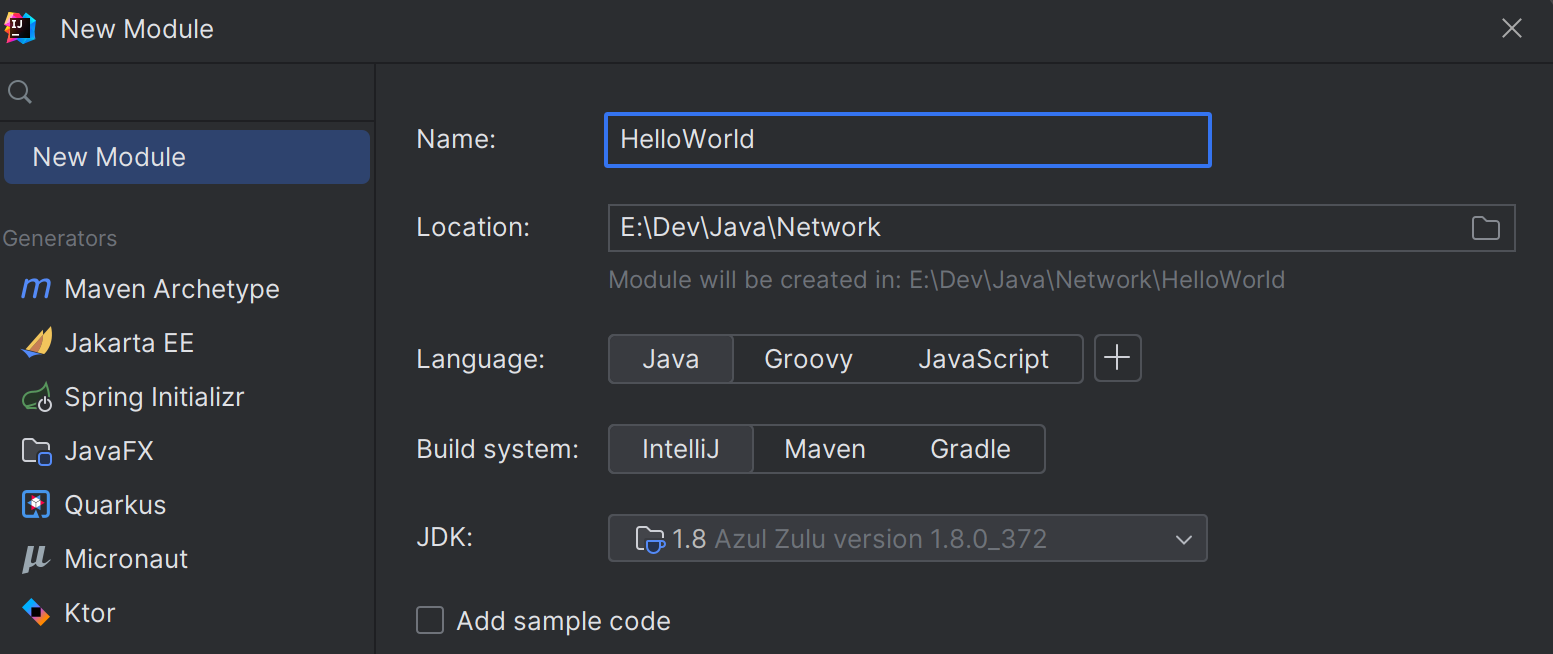 IJ
New Module
New Module
Generators
Maven Archetype
Jakarta EE
Spring Initializr
JavaFX
Quarkus
Micronaut
Ktor
Name:
HelloWorld
Location:
E:\Dev\Java\Network
Module will be created in: E:\Dev\Java\Network\HelloWorld
Language:
Java Groovy JavaScript
Build system:
IntelliJ Maven Gradle
JDK:
1.8 Azul Zulu version 1.8.0_372
Add sample code